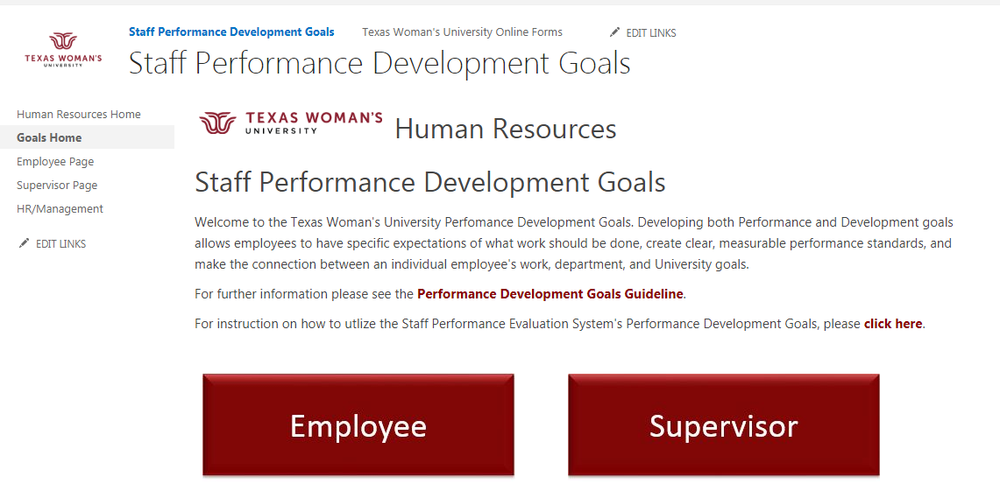 Staff Performance Development Goals
Texas Woman's University Online Forms
EDIT LINKS
TEXAS WOMAN'S
UNIVERSITY
Staff Performance Development Goals
Human Resources Home
Goals Home
Employee Page
Supervisor Page
HR/Management
EDIT LINKS
TEXAS WOMAN'S
UNIVERSITY
Human Resources
Staff Performance Development Goals
Welcome to the Texas Woman's University Perfomance Development Goals. Developing both Performance and Development goals
allows employees to have specific expectations of what work should be done, create clear, measurable performance standards, and
make the connection between an individual employee's work, department, and University goals.
For further information please see the Performance Development Goals Guideline.
For instruction on how to utlize the Staff Performance Evaluation System's Performance Development Goals, please click here.
Employee
Supervisor